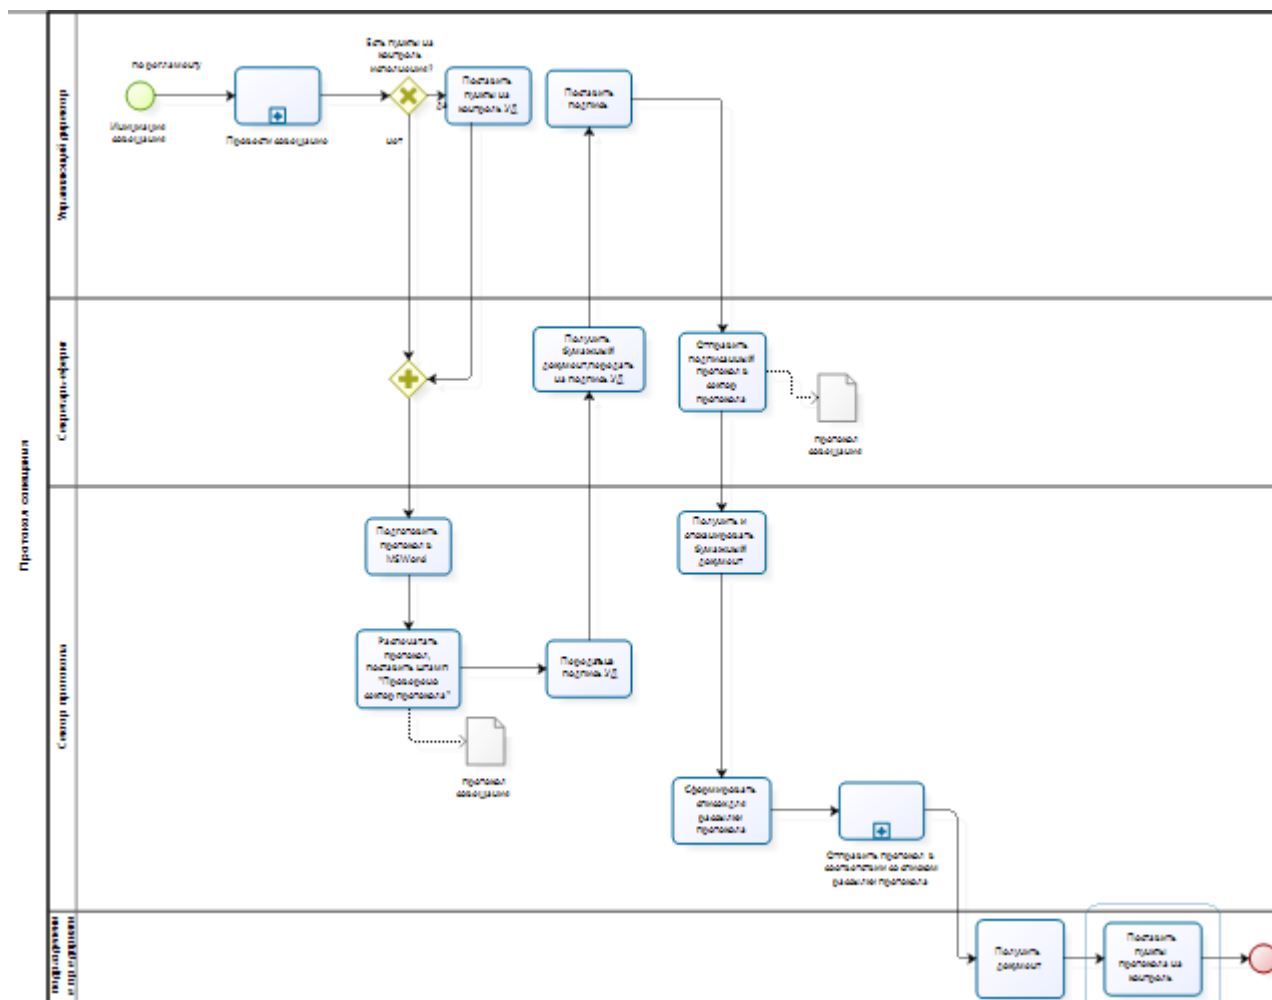 Протокол совещания
Управляющий директор
по регламенту
Инициация
совещания
Провести совещание
Есть пункты на
контроль
исполнения?
да
нет
Поставить
пункты на
контроль УД
Поставить
подпись
Секретарь сферы
Получить
бумажный
документ,передать
на подпись УД
Отправить
подписанный
протокол в
сектор
протокола
протокол
совещания
Сектор протокола
Подготовить
протокол в
MSWord
Распечатать
протокол,
поставить штамп
"Проверено
сектор протокола"
протокол
совещания
Передать на
подпись УД
Получить и
сканировать
бумажный
документ
Сформировать
список для
рассылки
протокола
Отправить протокол в
соответствии со списком
рассылки протокола
Получить
документ
Поставить
пункты
протокола на
контроль